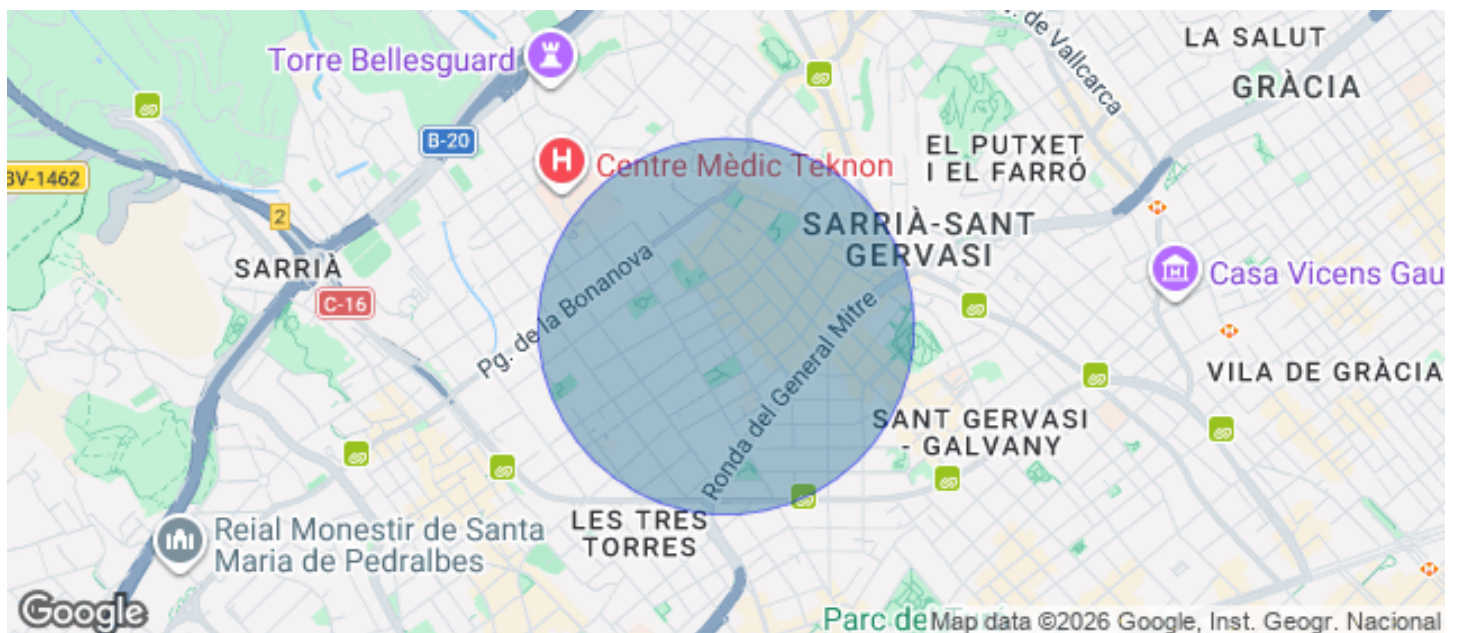 LA SALUT
Torre Bellesguard
de Vallcarca
GRÀCIA
B-20
EL PUTXET
I EL FARRÓ
H
Centre Mèdic Teknon
BV-1462
2
SARRIÀ-SANT
GERVASI
SARRIÀ
Casa Vicens Gau
C-16
Pg. de la Bonanova
Ronda del General Mitre
VILA DE GRÀCIA
SANT GERVASI
- GALVANY
LES TRES
TORRES
Reial Monestir de Santa
Maria de Pedralbes
Google
Parc de
Map data ©2026 Google, Inst. Geogr. Nacional